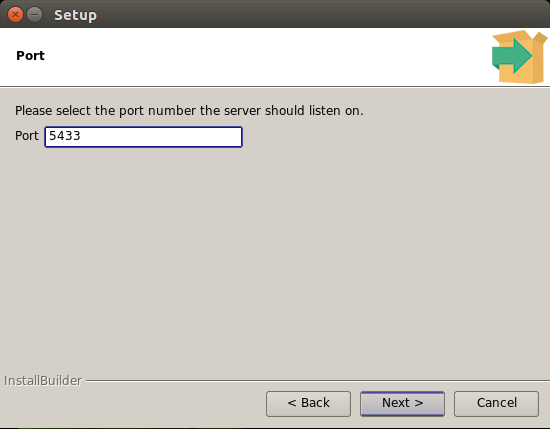 Setup
Port
Please select the port number the server should listen on.
Port 5433
InstallBuilder
< Back Next > Cancel